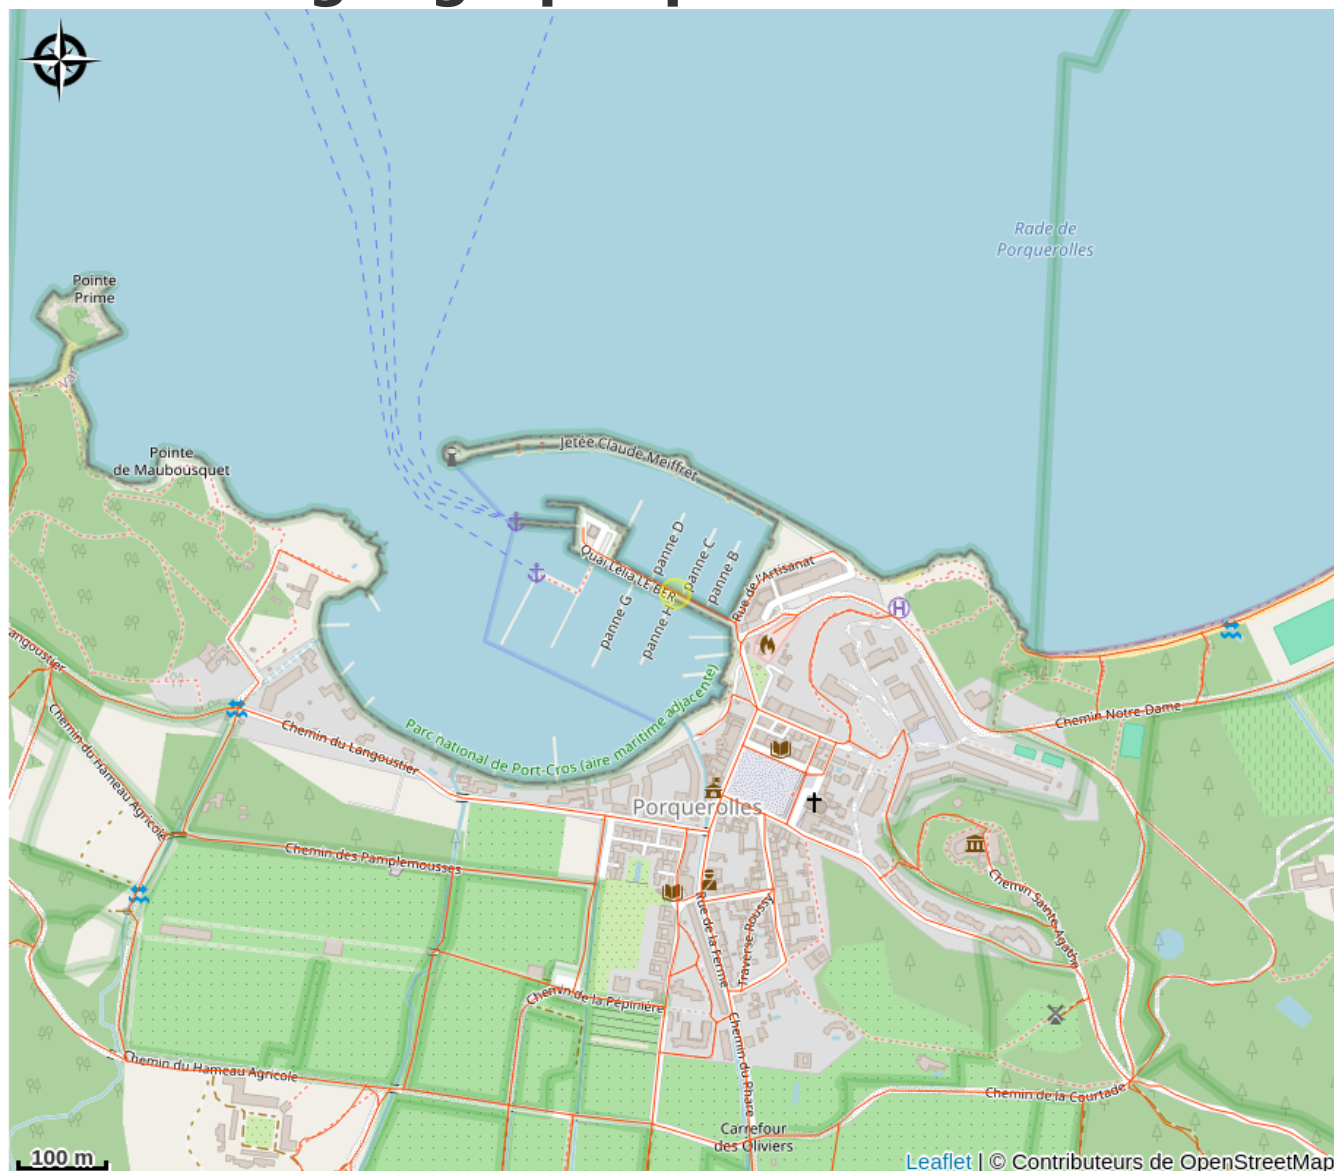 Rade de
Porquerolles
Pointe
Prime
Var
Pointe
de Maubousquet
Jetée Claude Meiffret
Quai Lélia LE BER
panne D
panne C
panne B
panne G
panne H
Rue de l'Artisanat
H
angoustier
Chemin du Langoustier
Parc national de Port-Cros (aire maritime adjacente)
Chemin Notre Dame
Chemin du Hameau Agricole
Porquerolles
Chemin des Pamplemousses
Chemin Sainte Agathe
Rue de la Ferme
Traverse Roussy
Chemin de la Pépinière
Chemin du Phare
Chemin du Hameau Agricole
Chemin de la Courtade
Carrefour
des Oliviers
100 m
Leaflet | © Contributeurs de OpenStreetMap